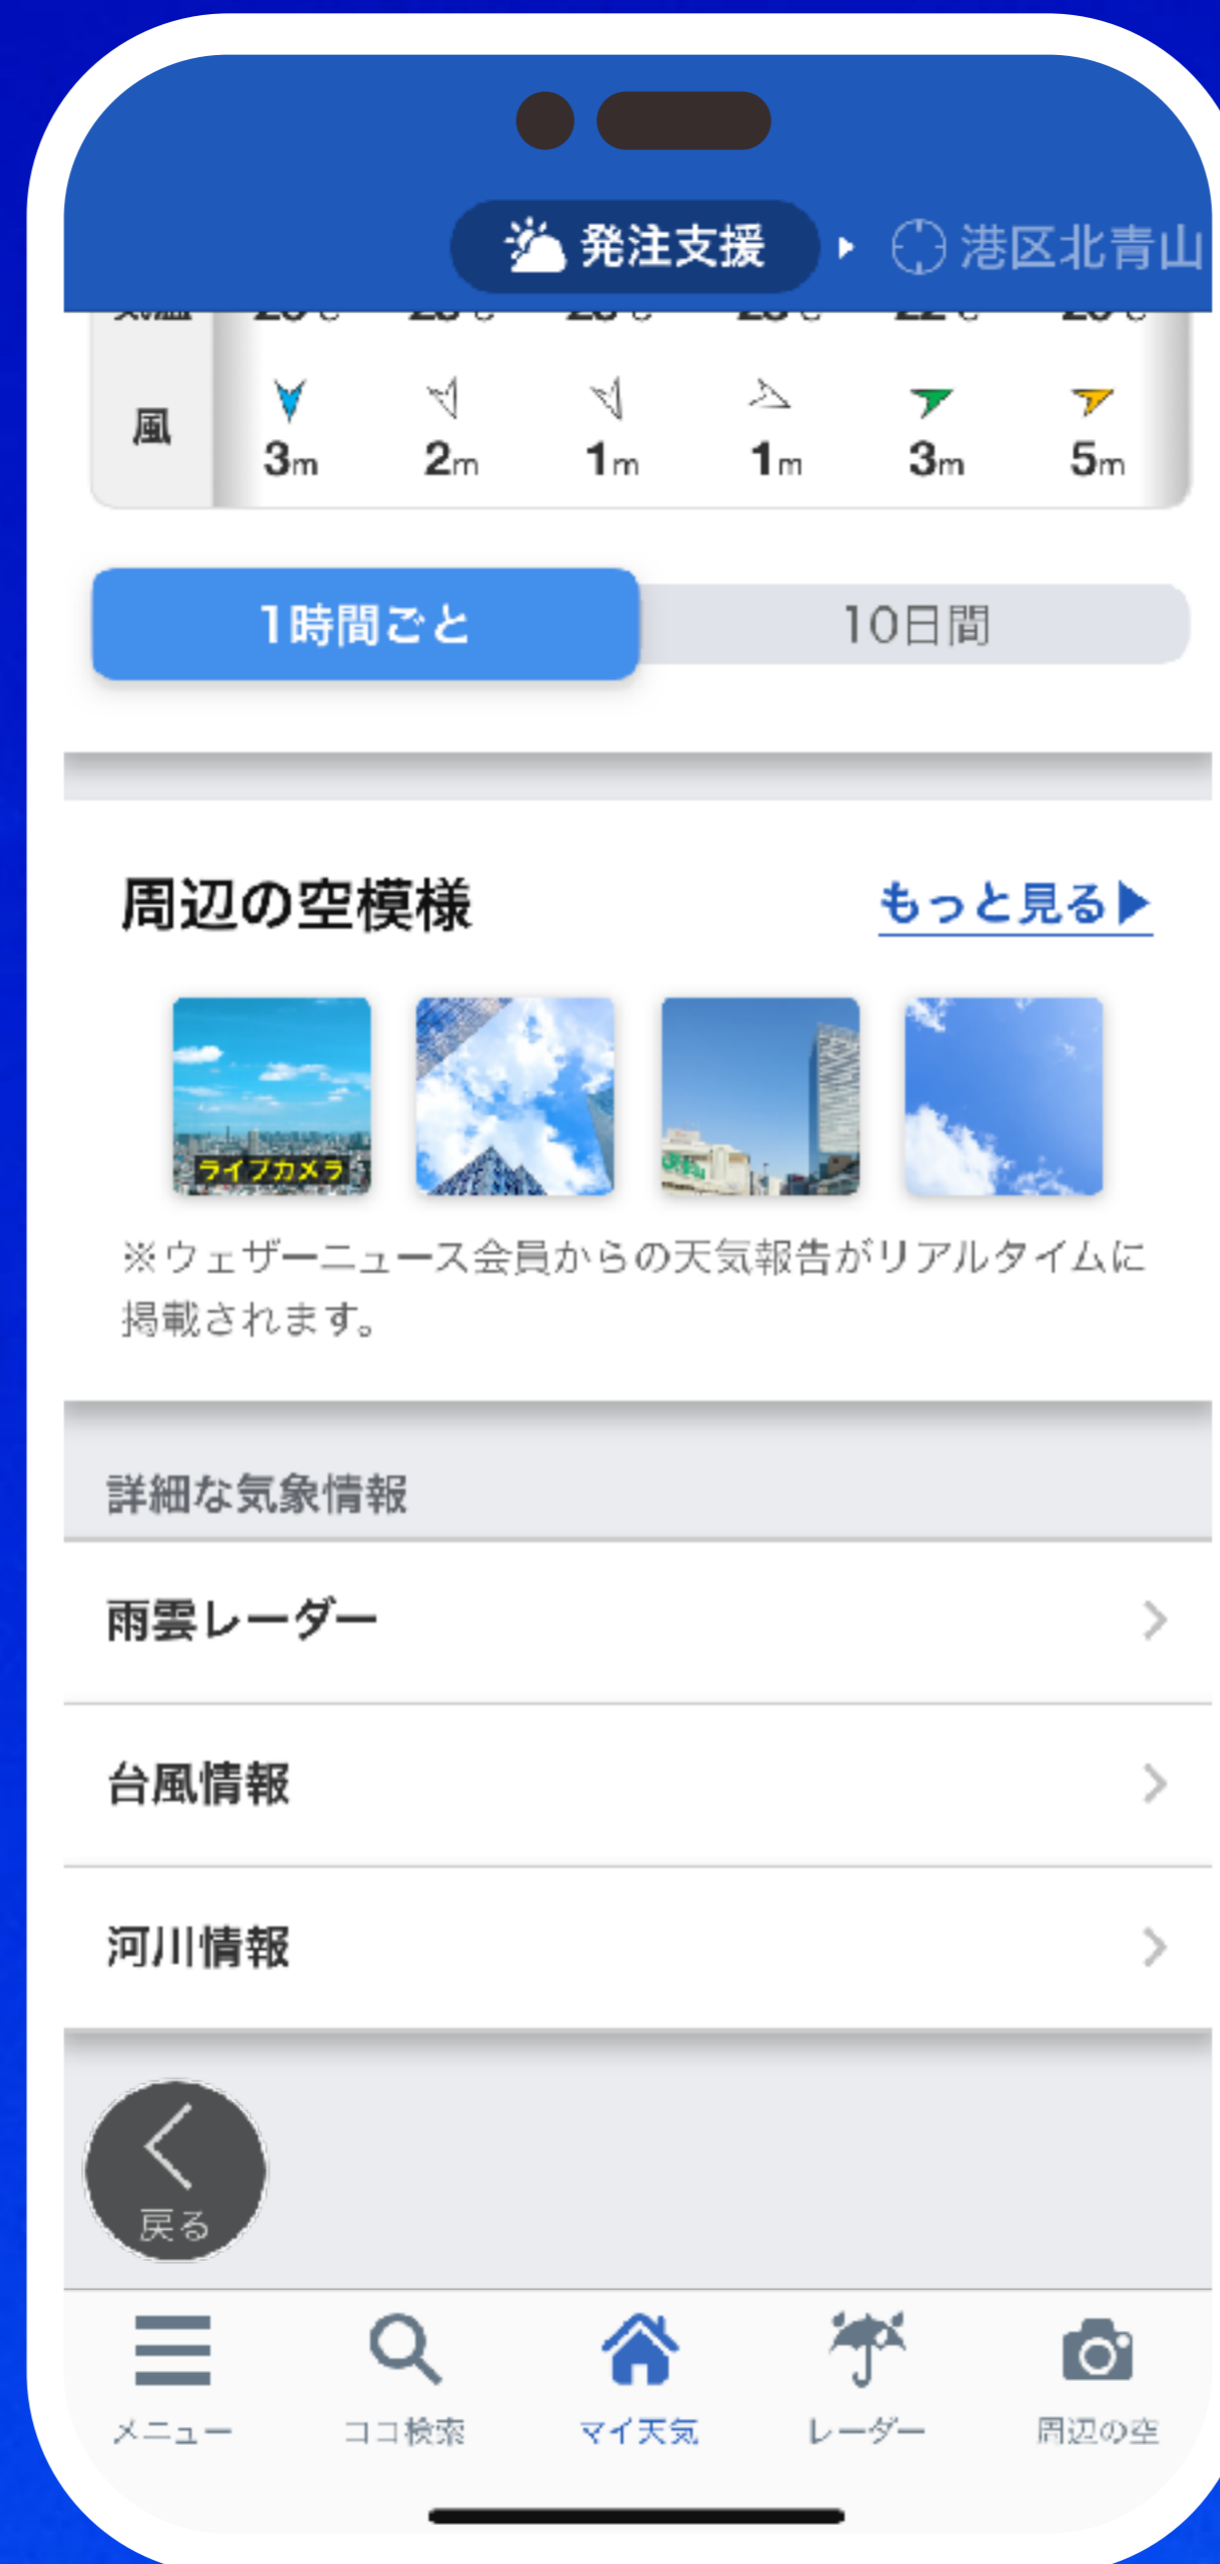 発注支援 港区北青山
風 3m 2m 1m 1m 3m 5m
1時間ごと 10日間
周辺の空模様 もっと見る▶
ライブカメラ
※ウェザーニュース会員からの天気報告がリアルタイムに
掲載されます。
詳細な気象情報
雨雲レーダー
台風情報
河川情報
戻る
メニュー ココ検索 マイ天気 レーダー 周辺の空